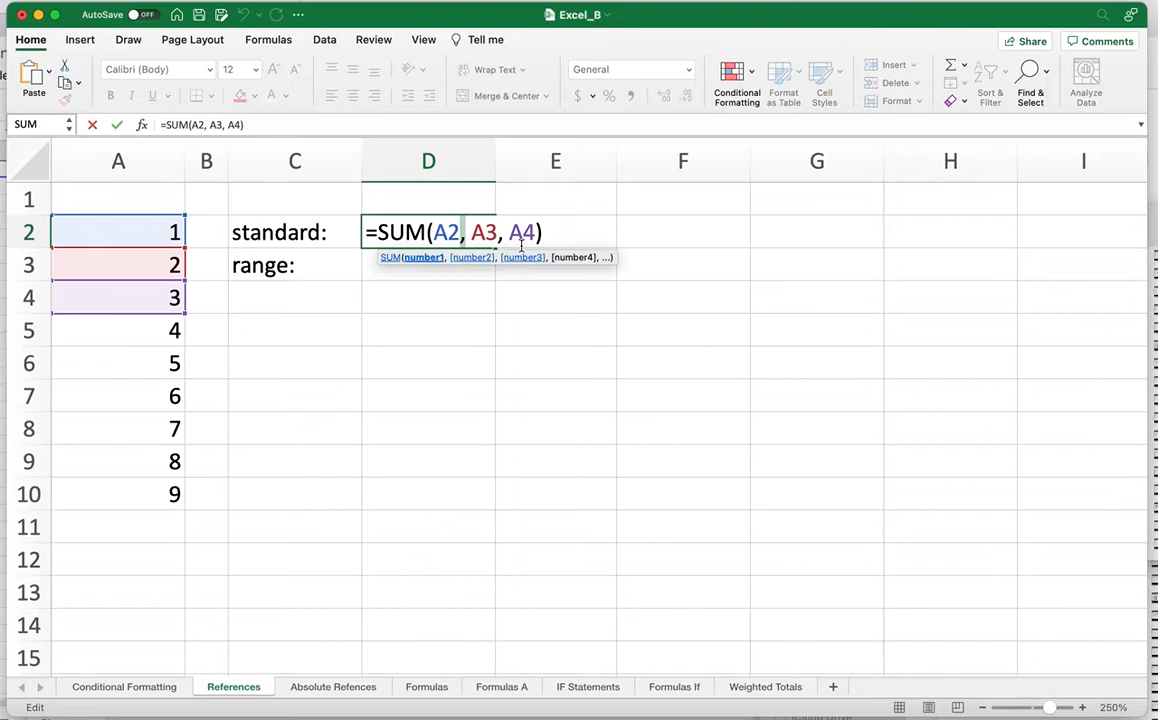 AutoSave OFF Excel_B
Home Insert Draw Page Layout Formulas Data Review View Tell me Share Comments
Paste Calibri (Body) 12 A A Wrap Text General Conditional Formatting Format as Table Cell Styles Insert Sort & Filter Find & Select Analyze Data
B I U A Merge & Center $ % Delete
Format
SUM fx =SUM(A2, A3, A4)
A B C D E F G H I
1
2 1 standard: =SUM(A2, A3, A4)
SUM(number1, [number2], [number3], [number4], ...)
3 2 range:
4 3
5 4
6 5
7 6
8 7
9 8
10 9
11
12
13
14
15
Conditional Formatting References Absolute Refences Formulas Formulas A IF Statements Formulas If Weighted Totals +
Edit 250%